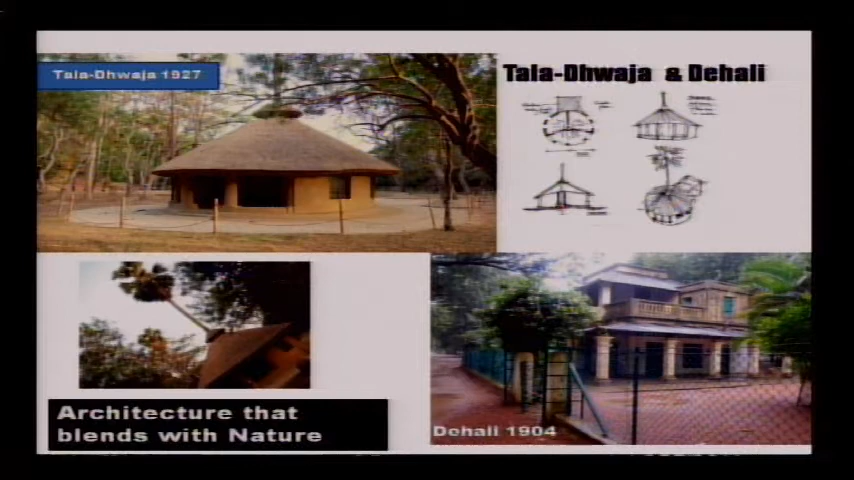 Tala-Dhwaja 1927
Tala-Dhwaja & Dehali
Architecture that
blends with Nature
Dehali 1904